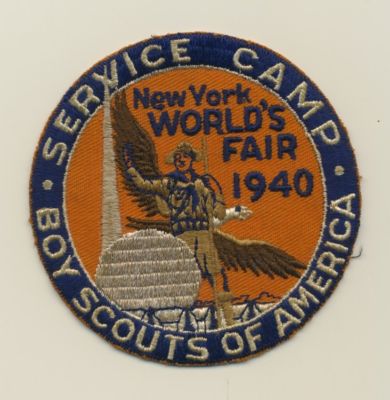 SERVICE CAMP
New York
WORLD'S
FAIR
1940
BOY SCOUTS OF AMERICA